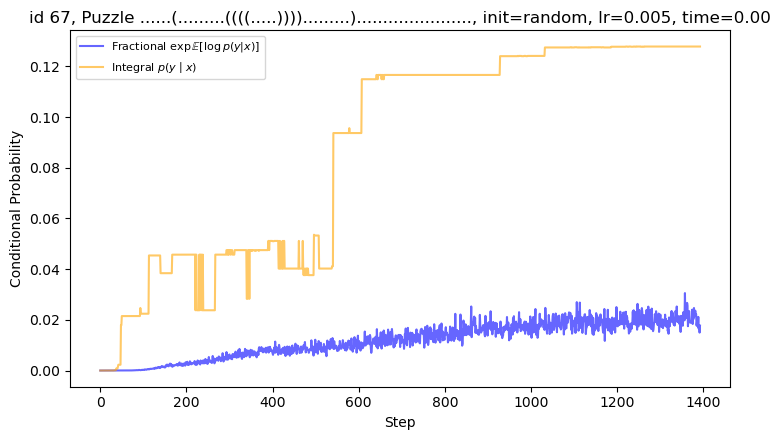 id 67, Puzzle ......(.........((((.....)))).........)......................, init=random, lr=0.005, time=0.00
Fractional exp𝔼[log p(y|x)]
Integral p(y | x)
Conditional Probability
0.12
0.10
0.08
0.06
0.04
0.02
0.00
0 200 400 600 800 1000 1200 1400
Step